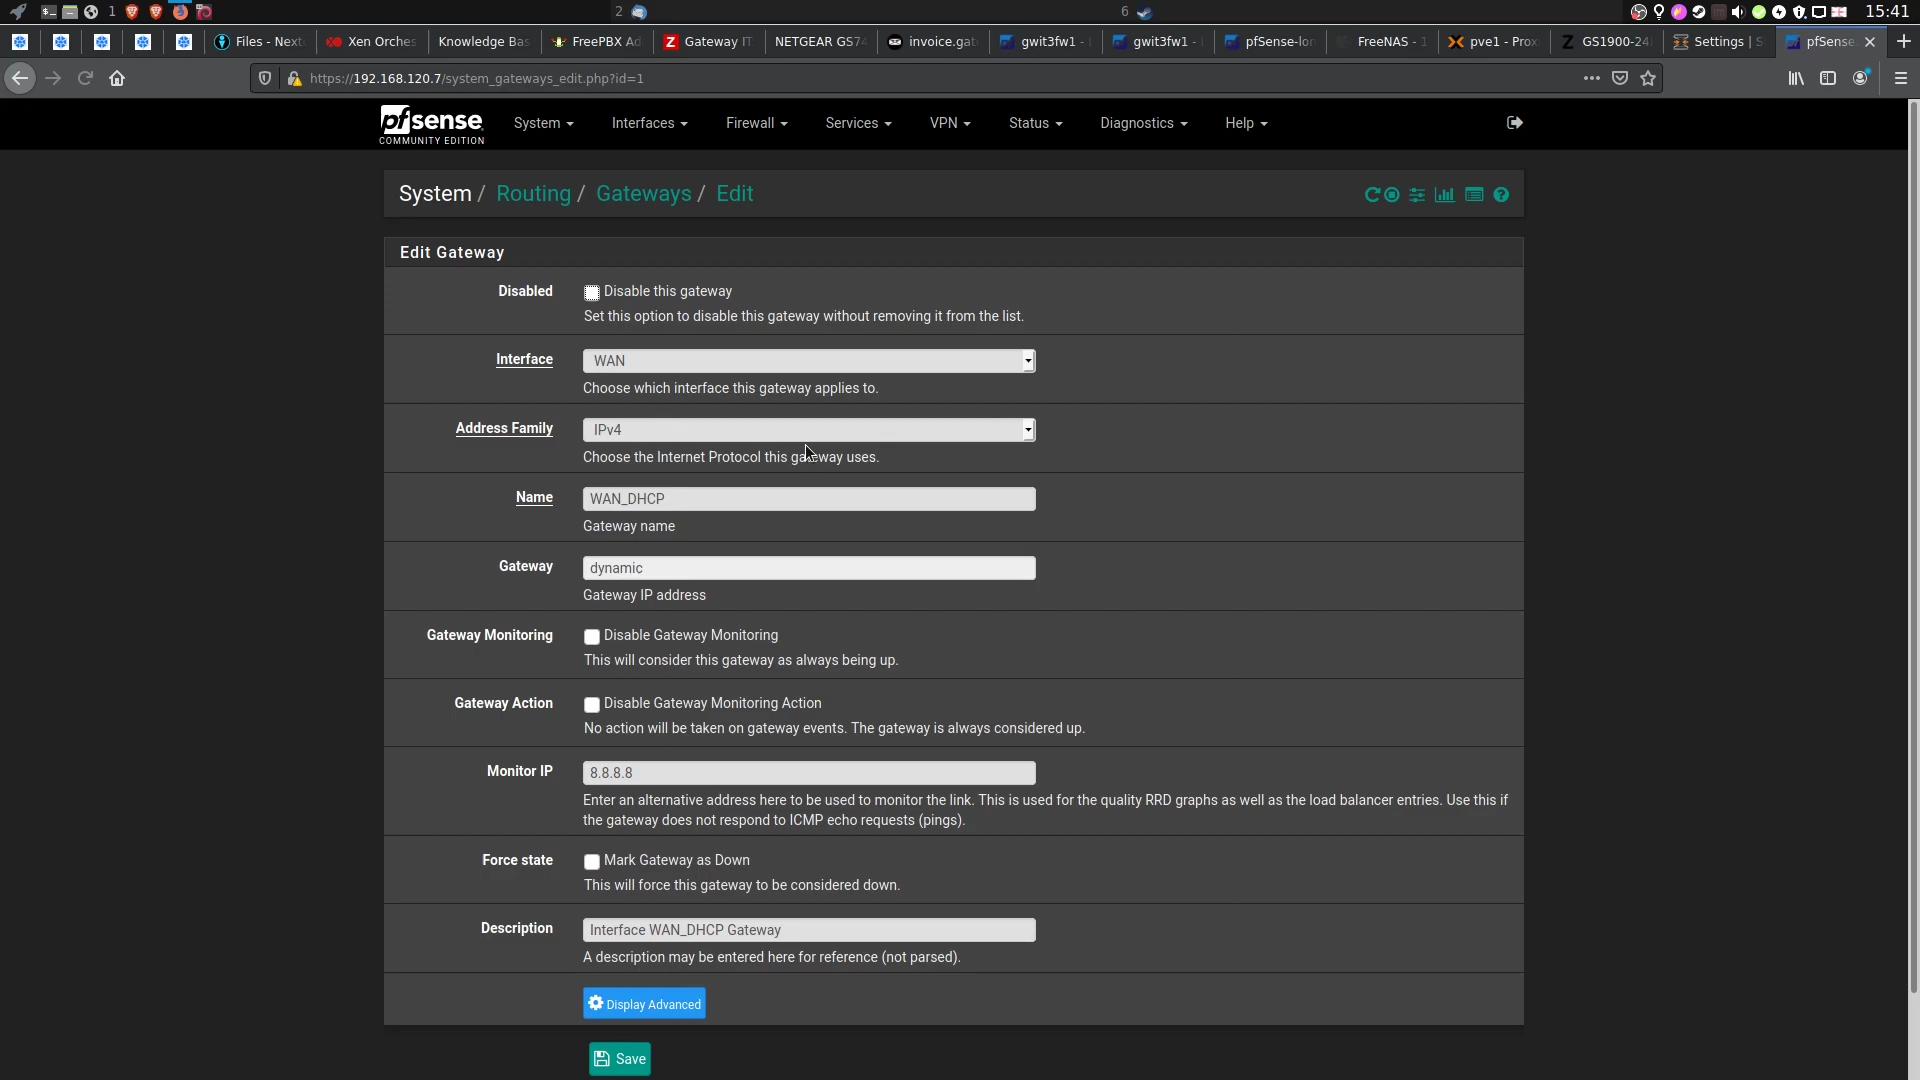 1
2
6
15:41
Files - Next
Xen Orches
Knowledge Bas
FreePBX Ad
Gateway IT
NETGEAR GS74
invoice.gat
gwit3fw1 -
gwit3fw1 -
pfSense-lon
FreeNAS - 1
pve1 - Prox
GS1900-24
Settings | S
pfSense.
https://192.168.120.7/system_gateways_edit.php?id=1
pfsense
COMMUNITY EDITION
System
Interfaces
Firewall
Services
VPN
Status
Diagnostics
Help
System / Routing / Gateways / Edit
Edit Gateway
Disabled
Disable this gateway
Set this option to disable this gateway without removing it from the list.
Interface
WAN
Choose which interface this gateway applies to.
Address Family
IPv4
Choose the Internet Protocol this gateway uses.
Name
WAN_DHCP
Gateway name
Gateway
dynamic
Gateway IP address
Gateway Monitoring
Disable Gateway Monitoring
This will consider this gateway as always being up.
Gateway Action
Disable Gateway Monitoring Action
No action will be taken on gateway events. The gateway is always considered up.
Monitor IP
8.8.8.8
Enter an alternative address here to be used to monitor the link. This is used for the quality RRD graphs as well as the load balancer entries. Use this if
the gateway does not respond to ICMP echo requests (pings).
Force state
Mark Gateway as Down
This will force this gateway to be considered down.
Description
Interface WAN_DHCP Gateway
A description may be entered here for reference (not parsed).
Display Advanced
Save